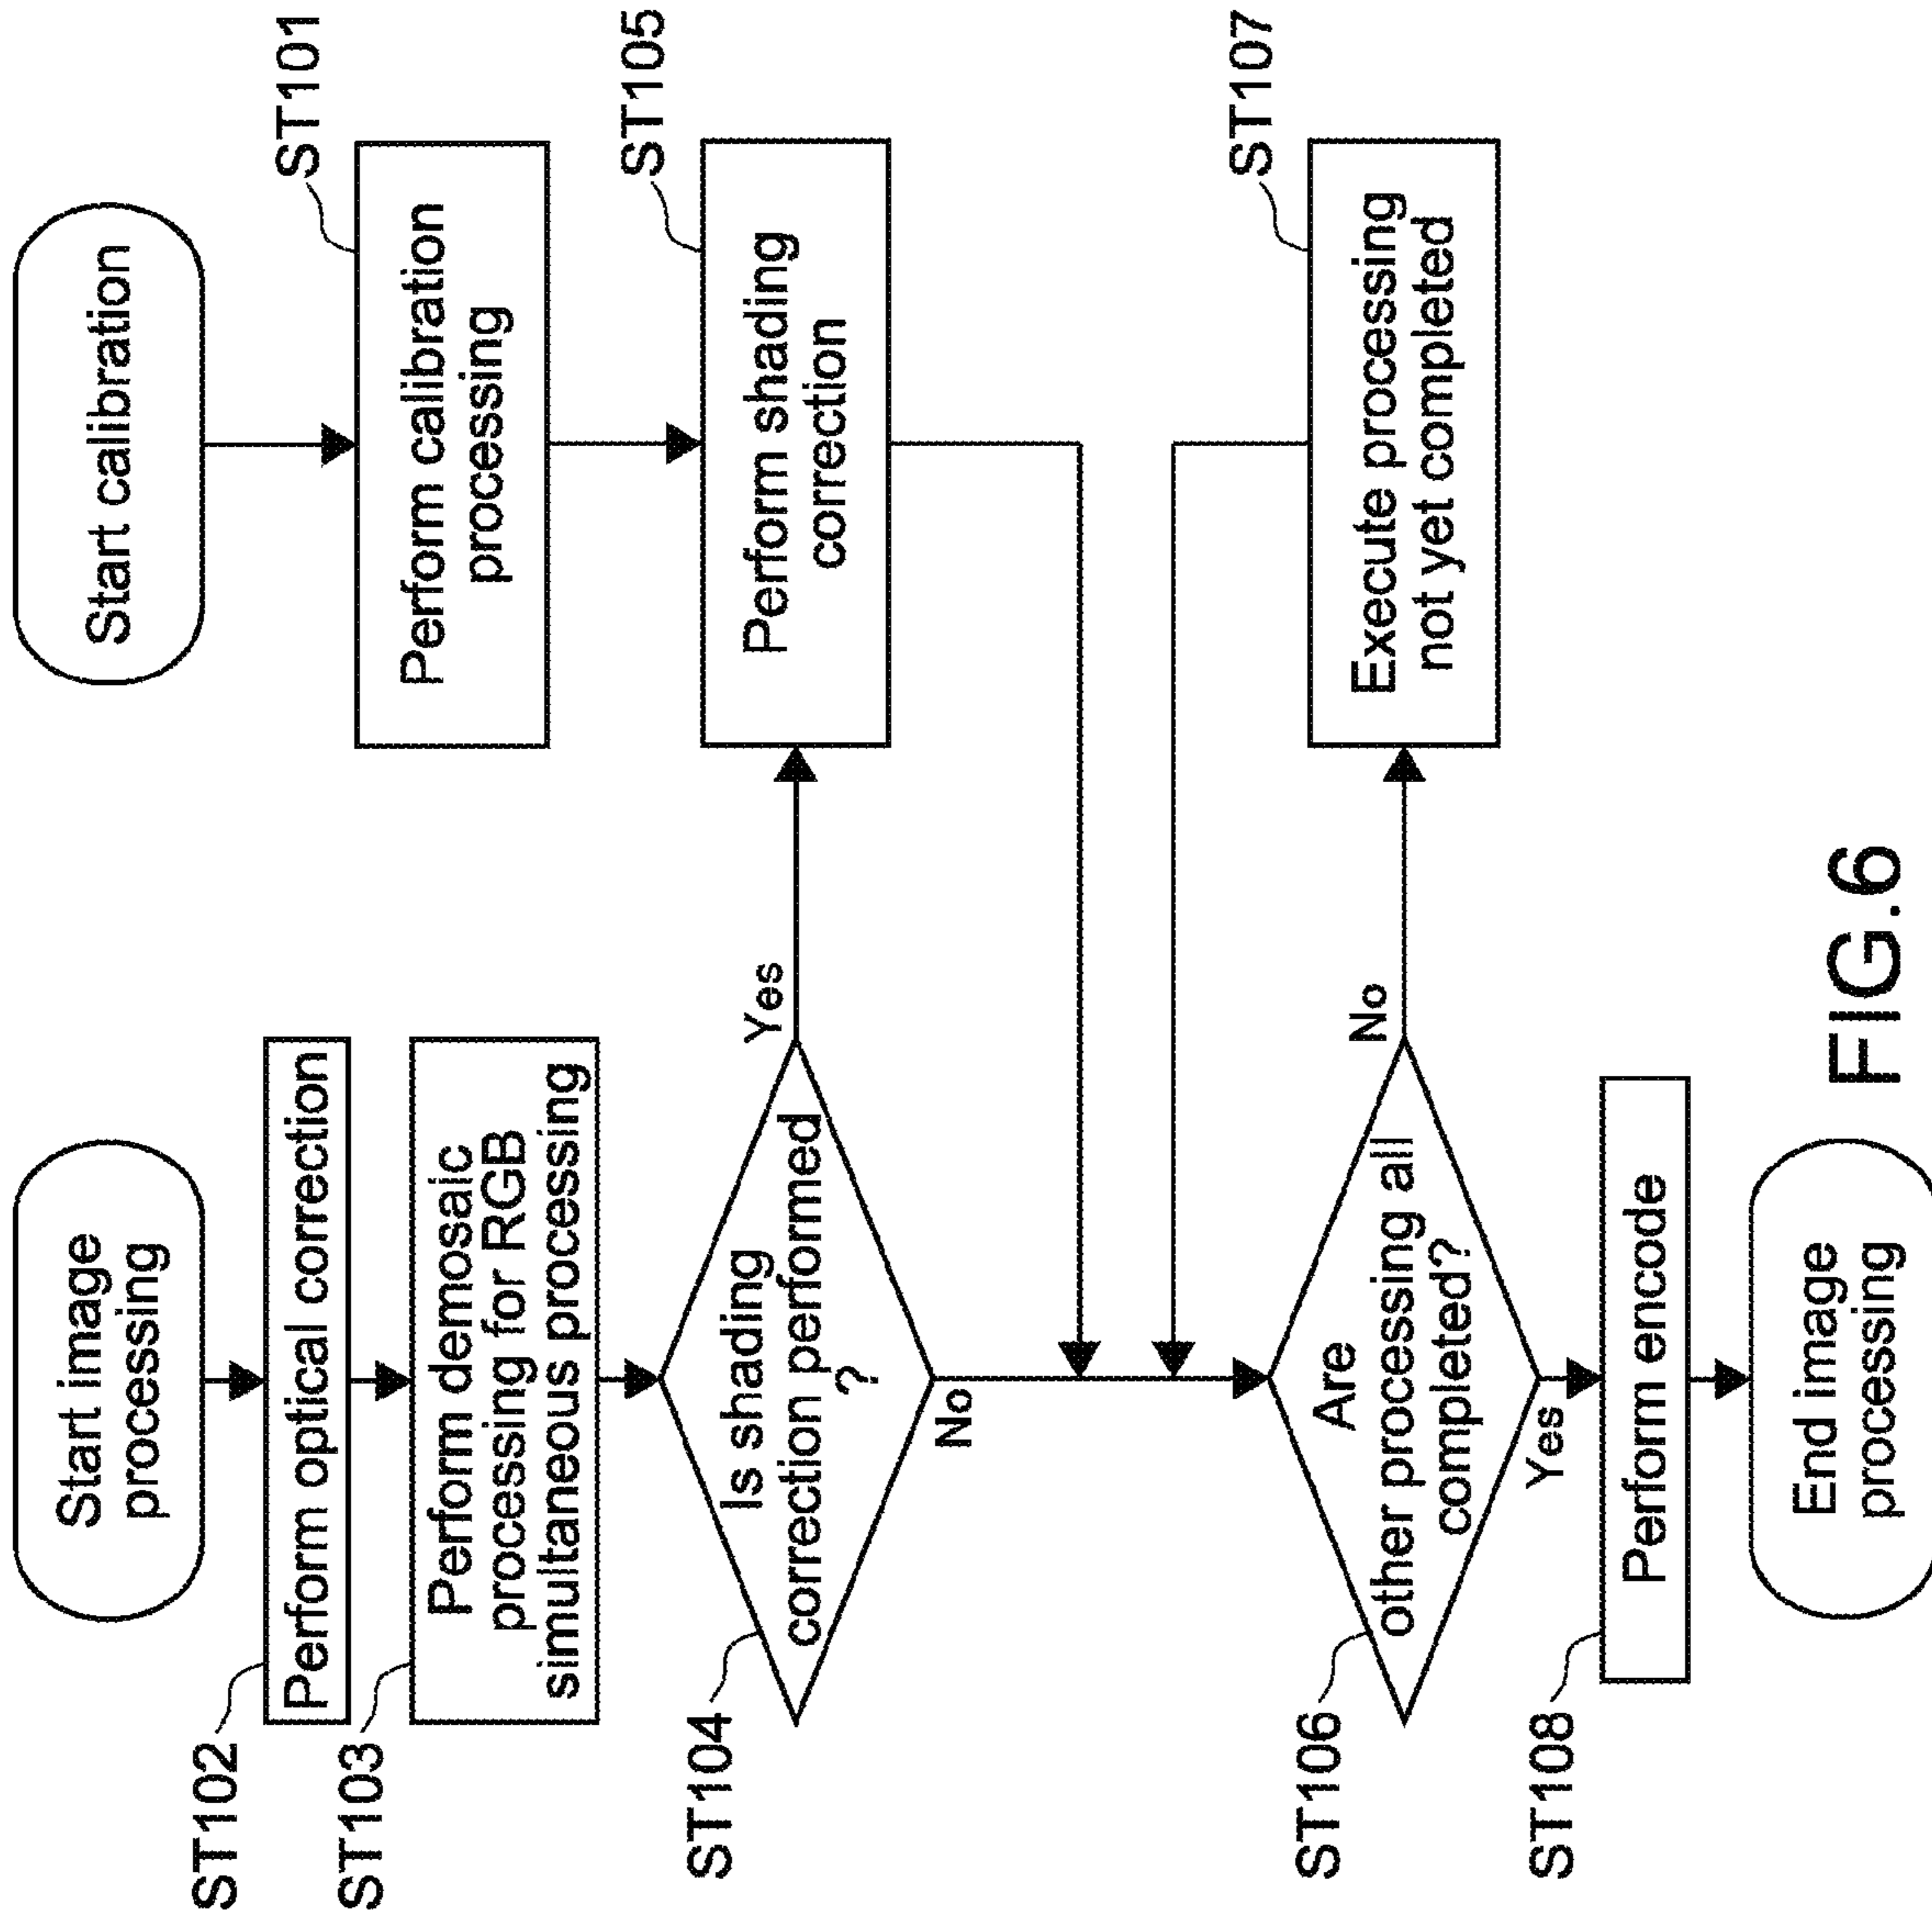 Start image
processing
Start calibration
ST102
Perform optical correction
ST101
Perform calibration
processing
ST103
Perform demosaic
processing for RGB
simultaneous processing
ST104
Is shading
correction performed
?
Yes
No
ST105
Perform shading
correction
ST106
Are
other processing all
completed?
No
Yes
ST107
Execute processing
not yet completed
ST108
Perform encode
End image
processing
FIG.6